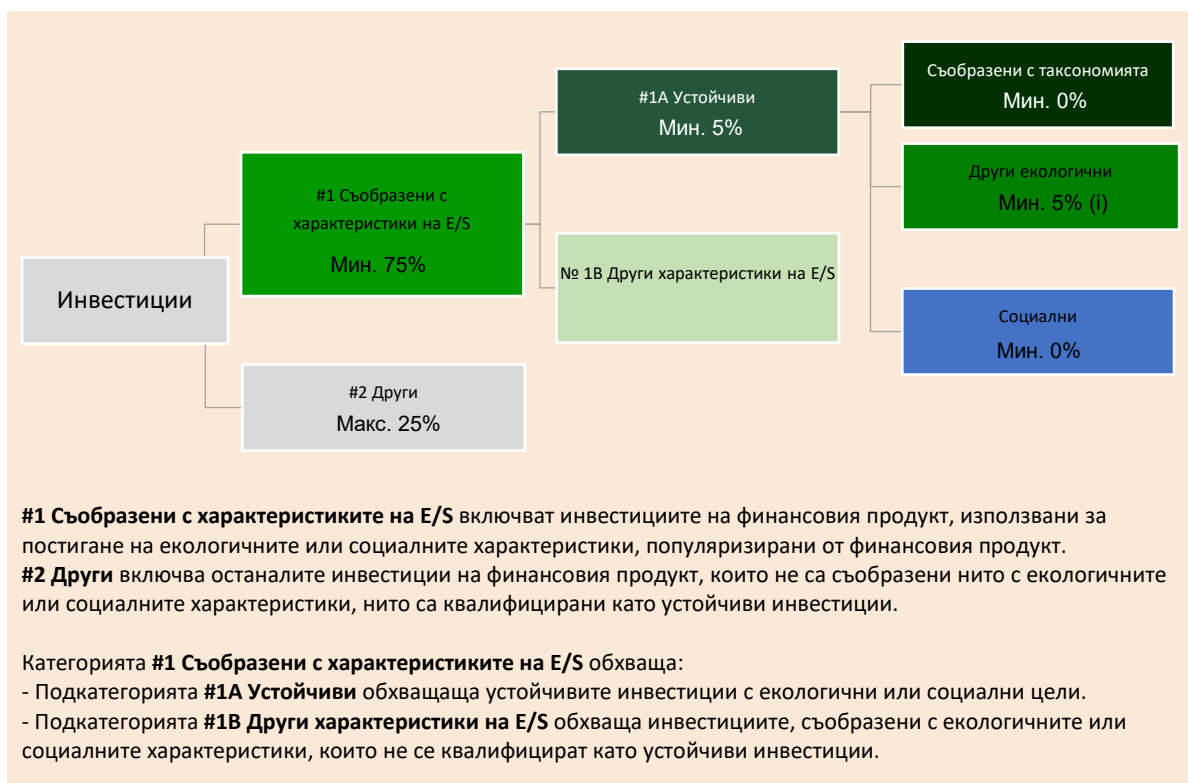 Съобразени с таксономията
Мин. 0%
#1А Устойчиви
Мин. 5%
Други екологични
Мин. 5% (i)
#1 Съобразени с
характеристики на E/S
Мин. 75%
№ 1В Други характеристики на E/S
Инвестиции
Социални
Мин. 0%
#2 Други
Макс. 25%
#1 Съобразени с характеристиките на E/S включват инвестициите на финансовия продукт, използвани за
постигане на екологичните или социалните характеристики, популяризирани от финансовия продукт.
#2 Други включва останалите инвестиции на финансовия продукт, които не са съобразени нито с екологичните
или социалните характеристики, нито са квалифицирани като устойчиви инвестиции.
Категорията #1 Съобразени с характеристиките на E/S обхваща:
- Подкатегорията #1А Устойчиви обхващаща устойчивите инвестиции с екологични или социални цели.
- Подкатегорията #1В Други характеристики на E/S обхваща инвестициите, съобразени с екологичните или
социалните характеристики, които не се квалифицират като устойчиви инвестиции.